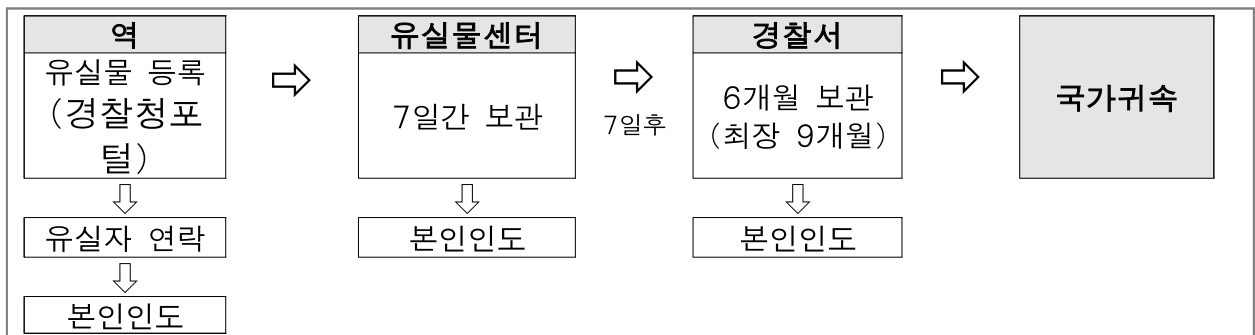 역
유실물 등록
(경찰청포
털)
유실자 연락
본인인도
유실물센터
7일간 보관
본인인도
7일후
경찰서
6개월 보관
(최장 9개월)
본인인도
국가귀속